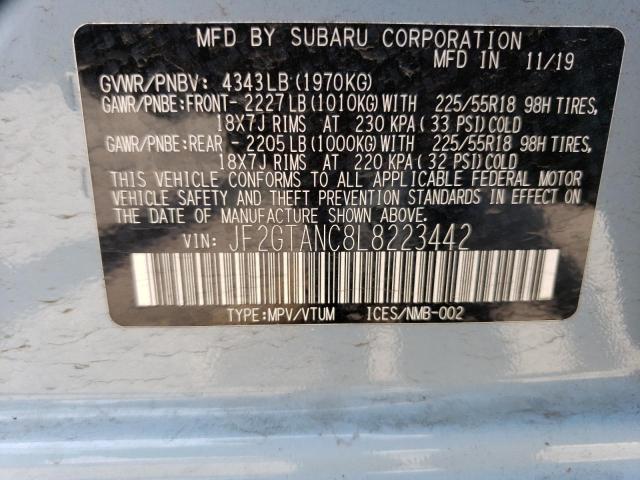 MFD BY SUBARU CORPORATION
MFD IN 11/19
GVWR/PNBV: 4343LB(1970KG)
GAWR/PNBE:FRONT- 2227LB(1010KG)WITH 225/55R18 98H TIRES,
18X7J RIMS AT 230 KPA(33 PSI)COLD
GAWR/PNBE:REAR - 2205LB(1000KG)WITH 225/55R18 98H TIRES,
18X7J RIMS AT 220 KPA(32 PSI)COLD
THIS VEHICLE CONFORMS TO ALL APPLICABLE FEDERAL MOTOR
VEHICLE SAFETY AND THEFT PREVENTION STANDARDS IN EFFECT ON
THE DATE OF MANUFACTURE SHOWN ABOVE.
VIN: JF2GTANC8L8223442
TYPE:MPV/VTUM ICES/NMB-002